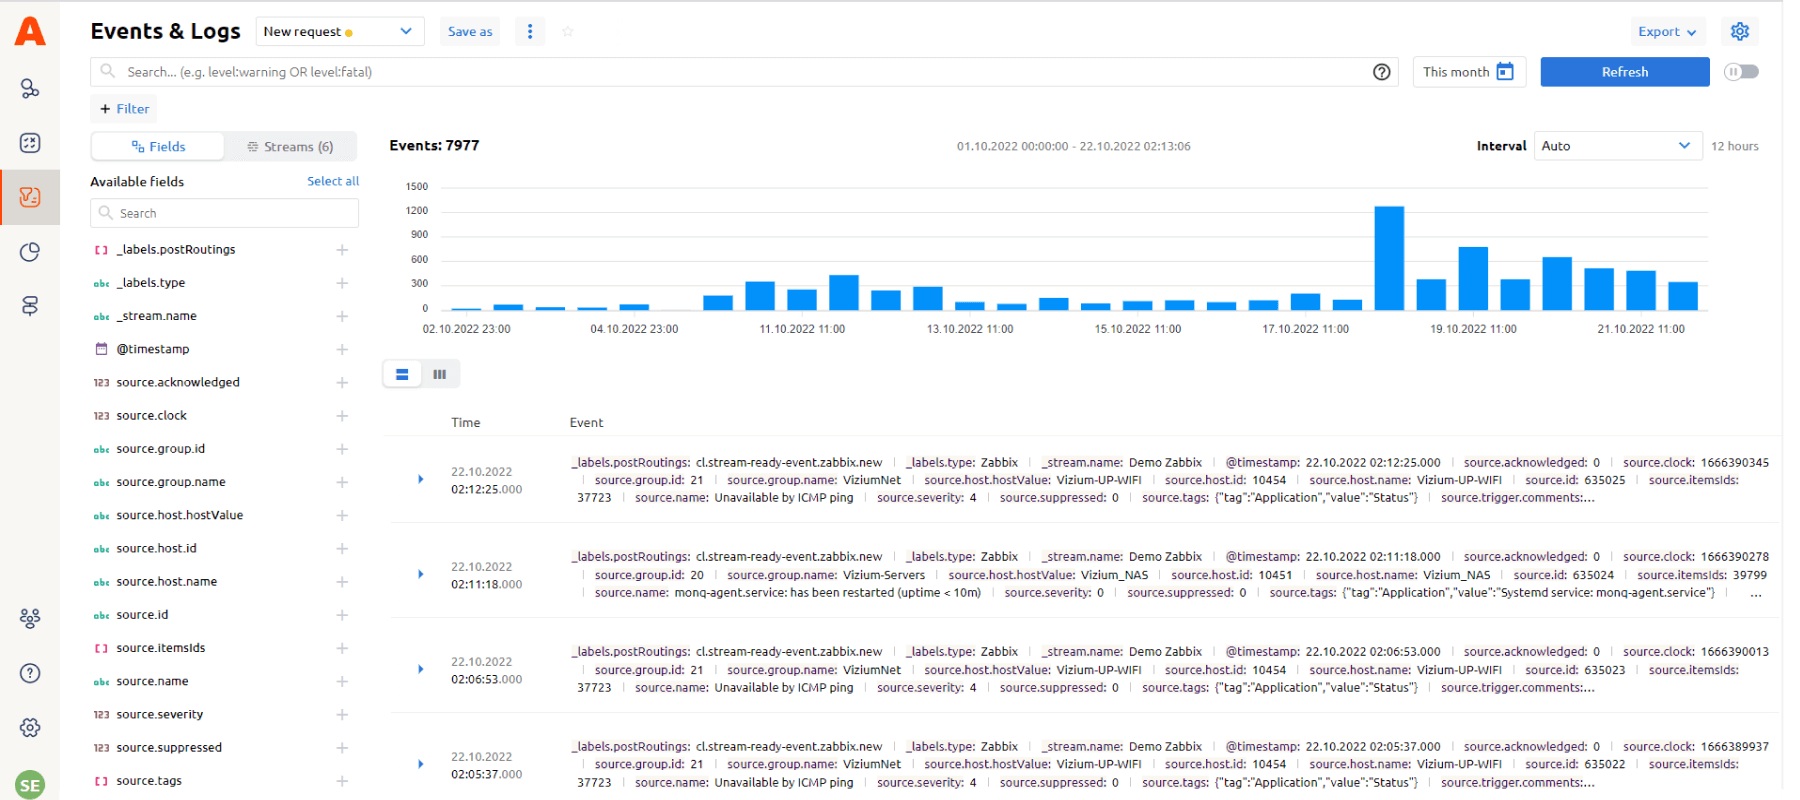 Events & Logs
New request
Save as
Export
Search... (e.g. level:warning OR level:fatal)
This month
Refresh
+ Filter
Fields
Streams (6)
Events: 7977
01.10.2022 00:00:00 - 22.10.2022 02:13:06
Interval
Auto
12 hours
Available fields
Select all
Search
[ ] _labels.postRoutings
abc _labels.type
abc _stream.name
@timestamp
123 source.acknowledged
123 source.clock
abc source.group.id
abc source.group.name
abc source.host.hostValue
abc source.host.id
abc source.host.name
abc source.id
[ ] source.itemsIds
abc source.name
123 source.severity
123 source.suppressed
[ ] source.tags
SE
1500
1200
900
600
300
0
02.10.2022 23:00
04.10.2022 23:00
11.10.2022 11:00
13.10.2022 11:00
15.10.2022 11:00
17.10.2022 11:00
19.10.2022 11:00
21.10.2022 11:00
Time
Event
22.10.2022
02:12:25.000
_labels.postRoutings: cl.stream-ready-event.zabbix.new | _labels.type: Zabbix | _stream.name: Demo Zabbix | @timestamp: 22.10.2022 02:12:25.000 | source.acknowledged: 0 | source.clock: 1666390345
| source.group.id: 21 | source.group.name: ViziumNet | source.host.hostValue: Vizium-UP-WIFI | source.host.id: 10454 | source.host.name: Vizium-UP-WIFI | source.id: 635025 | source.itemsIds:
37723 | source.name: Unavailable by ICMP ping | source.severity: 4 | source.suppressed: 0 | source.tags: {"tag":"Application","value":"Status"} | source.trigger.comments:...
22.10.2022
02:11:18.000
_labels.postRoutings: cl.stream-ready-event.zabbix.new | _labels.type: Zabbix | _stream.name: Demo Zabbix | @timestamp: 22.10.2022 02:11:18.000 | source.acknowledged: 0 | source.clock: 1666390278
| source.group.id: 20 | source.group.name: Vizium-Servers | source.host.hostValue: Vizium_NAS | source.host.id: 10451 | source.host.name: Vizium_NAS | source.id: 635024 | source.itemsIds: 39799
| source.name: monq-agent.service: has been restarted (uptime < 10m) | source.severity: 0 | source.suppressed: 0 | source.tags: {"tag":"Application","value":"Systemd service: monq-agent.service"} | ...
22.10.2022
02:06:53.000
_labels.postRoutings: cl.stream-ready-event.zabbix.new | _labels.type: Zabbix | _stream.name: Demo Zabbix | @timestamp: 22.10.2022 02:06:53.000 | source.acknowledged: 0 | source.clock: 1666390013
| source.group.id: 21 | source.group.name: ViziumNet | source.host.hostValue: Vizium-UP-WIFI | source.host.id: 10454 | source.host.name: Vizium-UP-WIFI | source.id: 635023 | source.itemsIds:
37723 | source.name: Unavailable by ICMP ping | source.severity: 4 | source.suppressed: 0 | source.tags: {"tag":"Application","value":"Status"} | source.trigger.comments:...
22.10.2022
02:05:37.000
_labels.postRoutings: cl.stream-ready-event.zabbix.new | _labels.type: Zabbix | _stream.name: Demo Zabbix | @timestamp: 22.10.2022 02:05:37.000 | source.acknowledged: 0 | source.clock: 1666389937
| source.group.id: 21 | source.group.name: ViziumNet | source.host.hostValue: Vizium-UP-WIFI | source.host.id: 10454 | source.host.name: Vizium-UP-WIFI | source.id: 635022 | source.itemsIds:
37723 | source.name: Unavailable by ICMP ping | source.severity: 4 | source.suppressed: 0 | source.tags: {"tag":"Application","value":"Status"} | source.trigger.comments:...